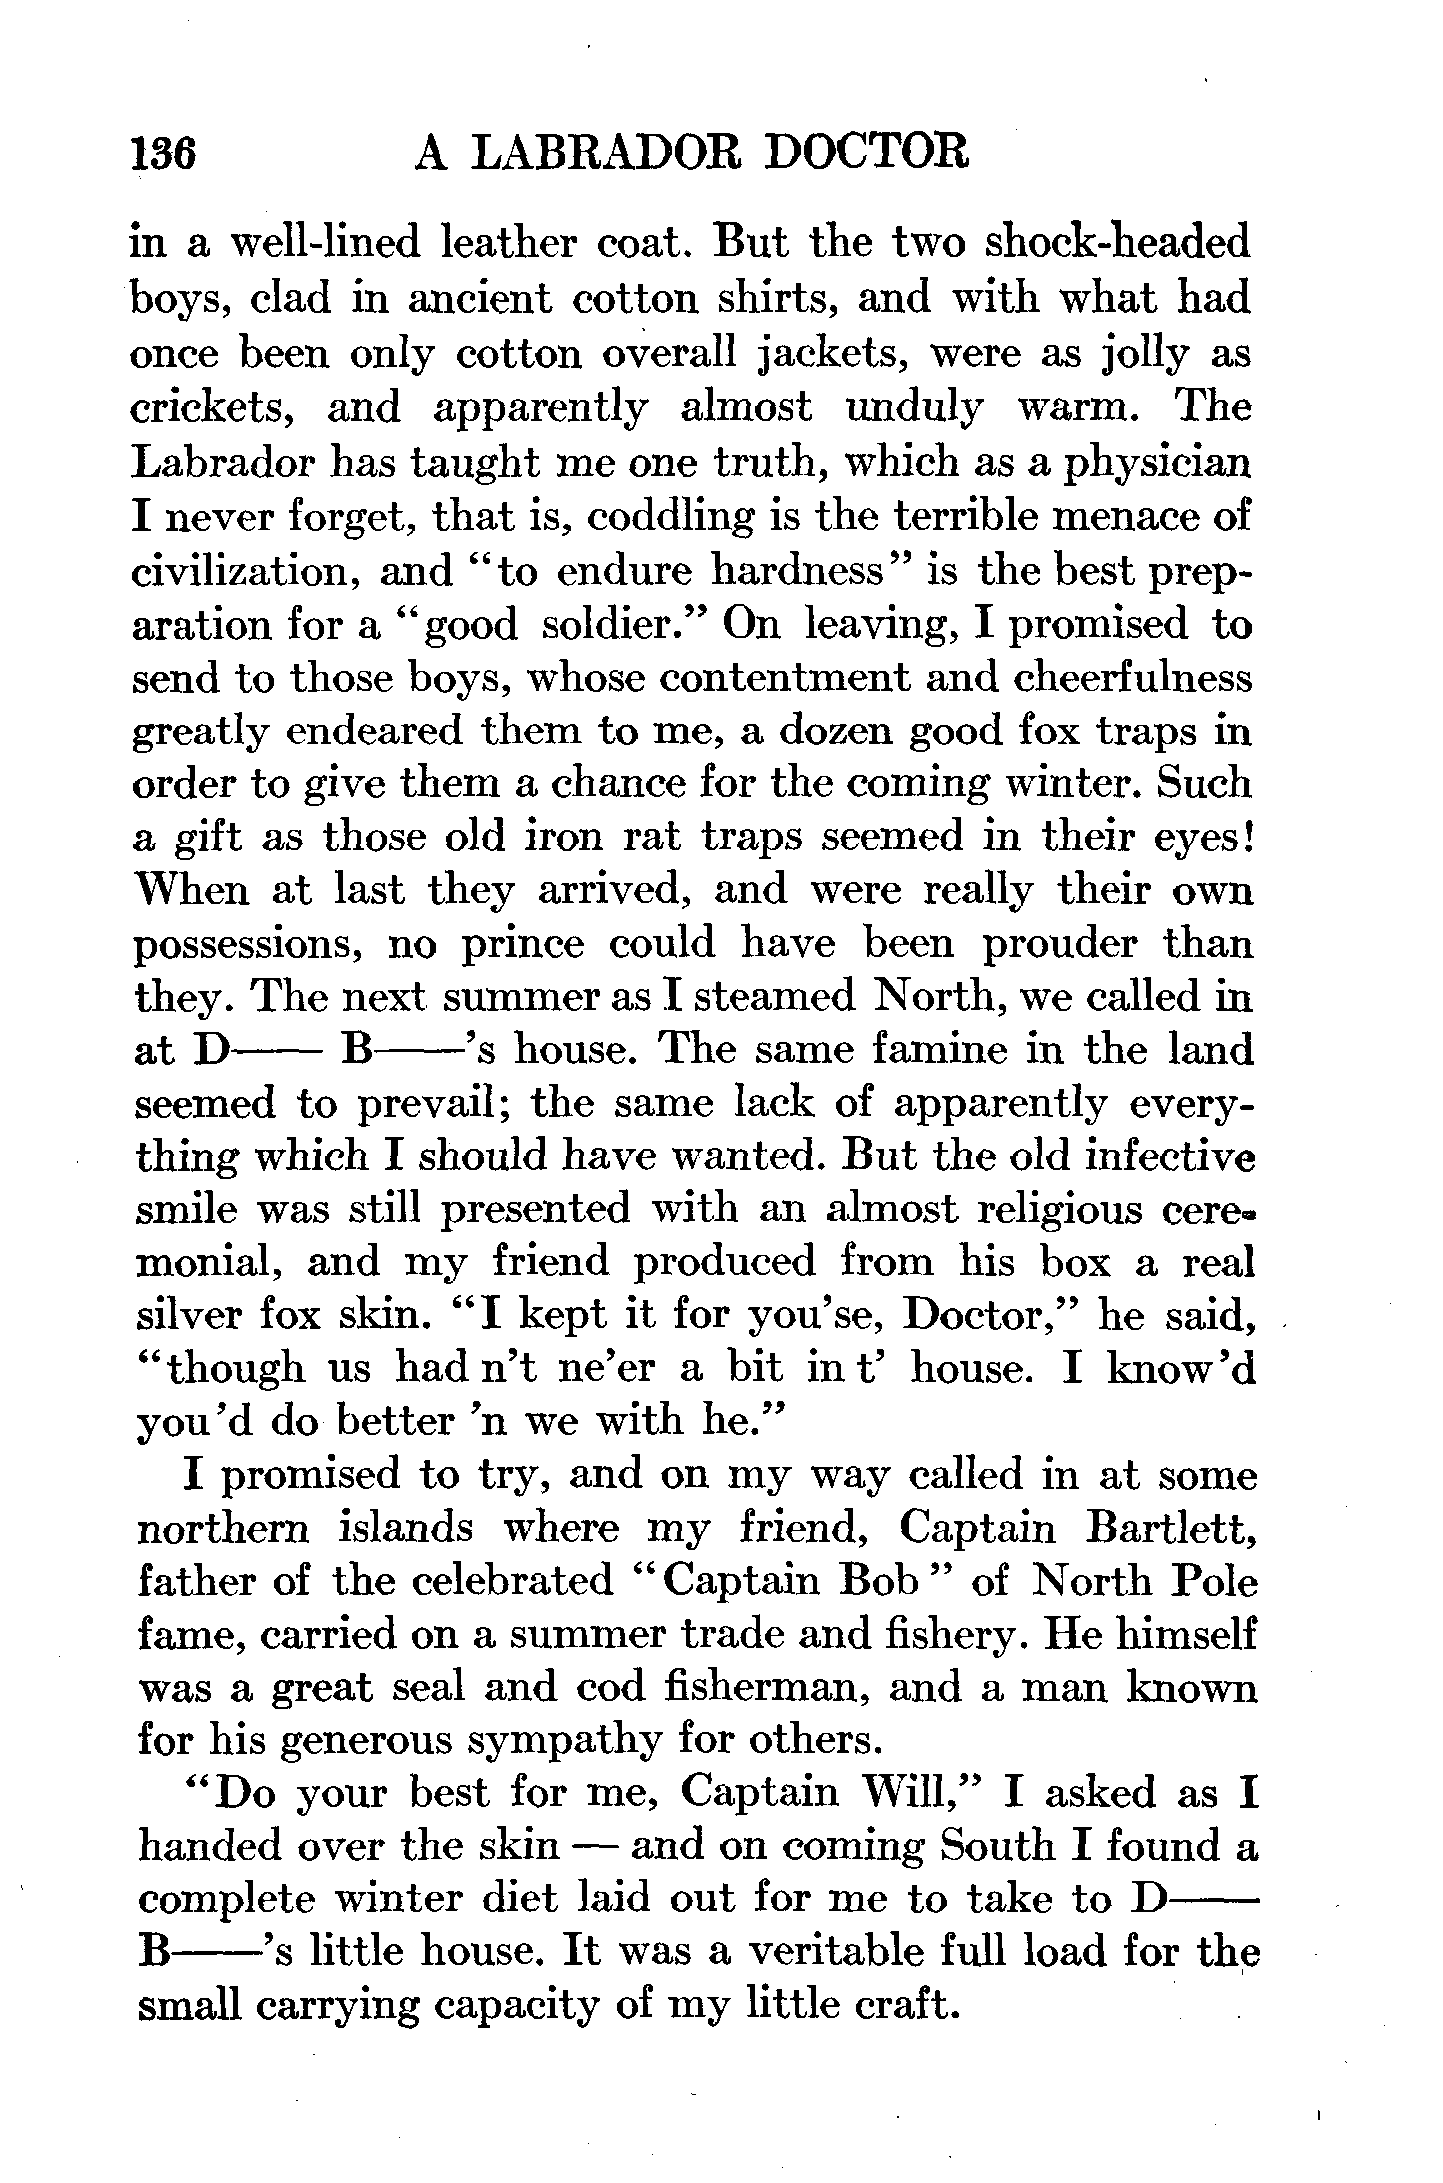 136 A LABRADOR DOCTOR
in a well-lined leather coat. But the two shock-headed
boys, clad in ancient cotton shirts, and with what had
once been only cotton overall jackets, were as jolly as
crickets, and apparently almost unduly warm. The
Labrador has taught me one truth, which as a physician
I never forget, that is, coddling is the terrible menace of
civilization, and “to endure hardness” is the best prep-
aration for a “good soldier.” On leaving, I promised to
send to those boys, whose contentment and cheerfulness
greatly endeared them to me, a dozen good fox traps in
order to give them a chance for the coming winter. Such
a gift as those old iron rat traps seemed in their eyes!
When at last they arrived, and were really their own
possessions, no prince could have been prouder than
they. The next summer as I steamed North, we called in
at D—— B——’s house. The same famine in the land
seemed to prevail; the same lack of apparently every-
thing which I should have wanted. But the old infective
smile was still presented with an almost religious cere-
monial, and my friend produced from his box a real
silver fox skin. “I kept it for you’se, Doctor,” he said,
“though us had n’t ne’er a bit in t’ house. I know’d
you’d do better ’n we with he.”
I promised to try, and on my way called in at some
northern islands where my friend, Captain Bartlett,
father of the celebrated “Captain Bob” of North Pole
fame, carried on a summer trade and fishery. He himself
was a great seal and cod fisherman, and a man known
for his generous sympathy for others.
“Do your best for me, Captain Will,” I asked as I
handed over the skin — and on coming South I found a
complete winter diet laid out for me to take to D——
B——’s little house. It was a veritable full load for the
small carrying capacity of my little craft.